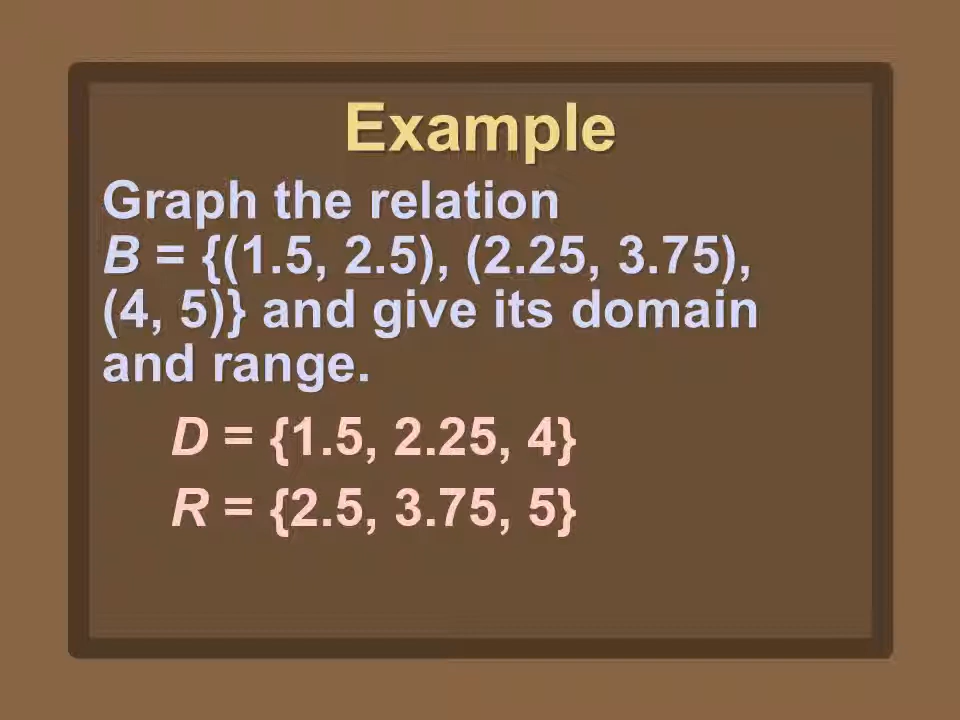 Example
Graph the relation
B = {(1.5, 2.5), (2.25, 3.75),
(4, 5)} and give its domain
and range.
D = {1.5, 2.25, 4}
R = {2.5, 3.75, 5}